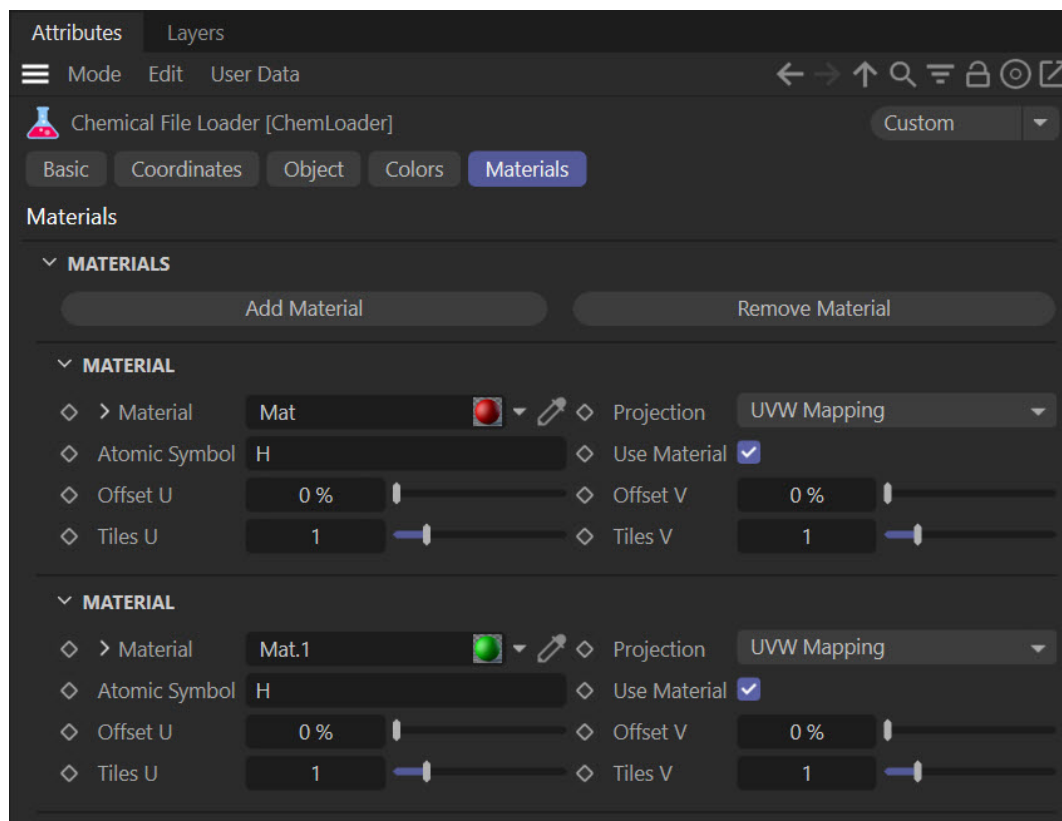 Attributes Layers
Mode Edit User Data
Chemical File Loader [ChemLoader] Custom
Basic Coordinates Object Colors Materials
Materials
MATERIALS
Add Material Remove Material
MATERIAL
Material Mat Projection UVW Mapping
Atomic Symbol H Use Material
Offset U 0 % Offset V 0 %
Tiles U 1 Tiles V 1
MATERIAL
Material Mat.1 Projection UVW Mapping
Atomic Symbol H Use Material
Offset U 0 % Offset V 0 %
Tiles U 1 Tiles V 1